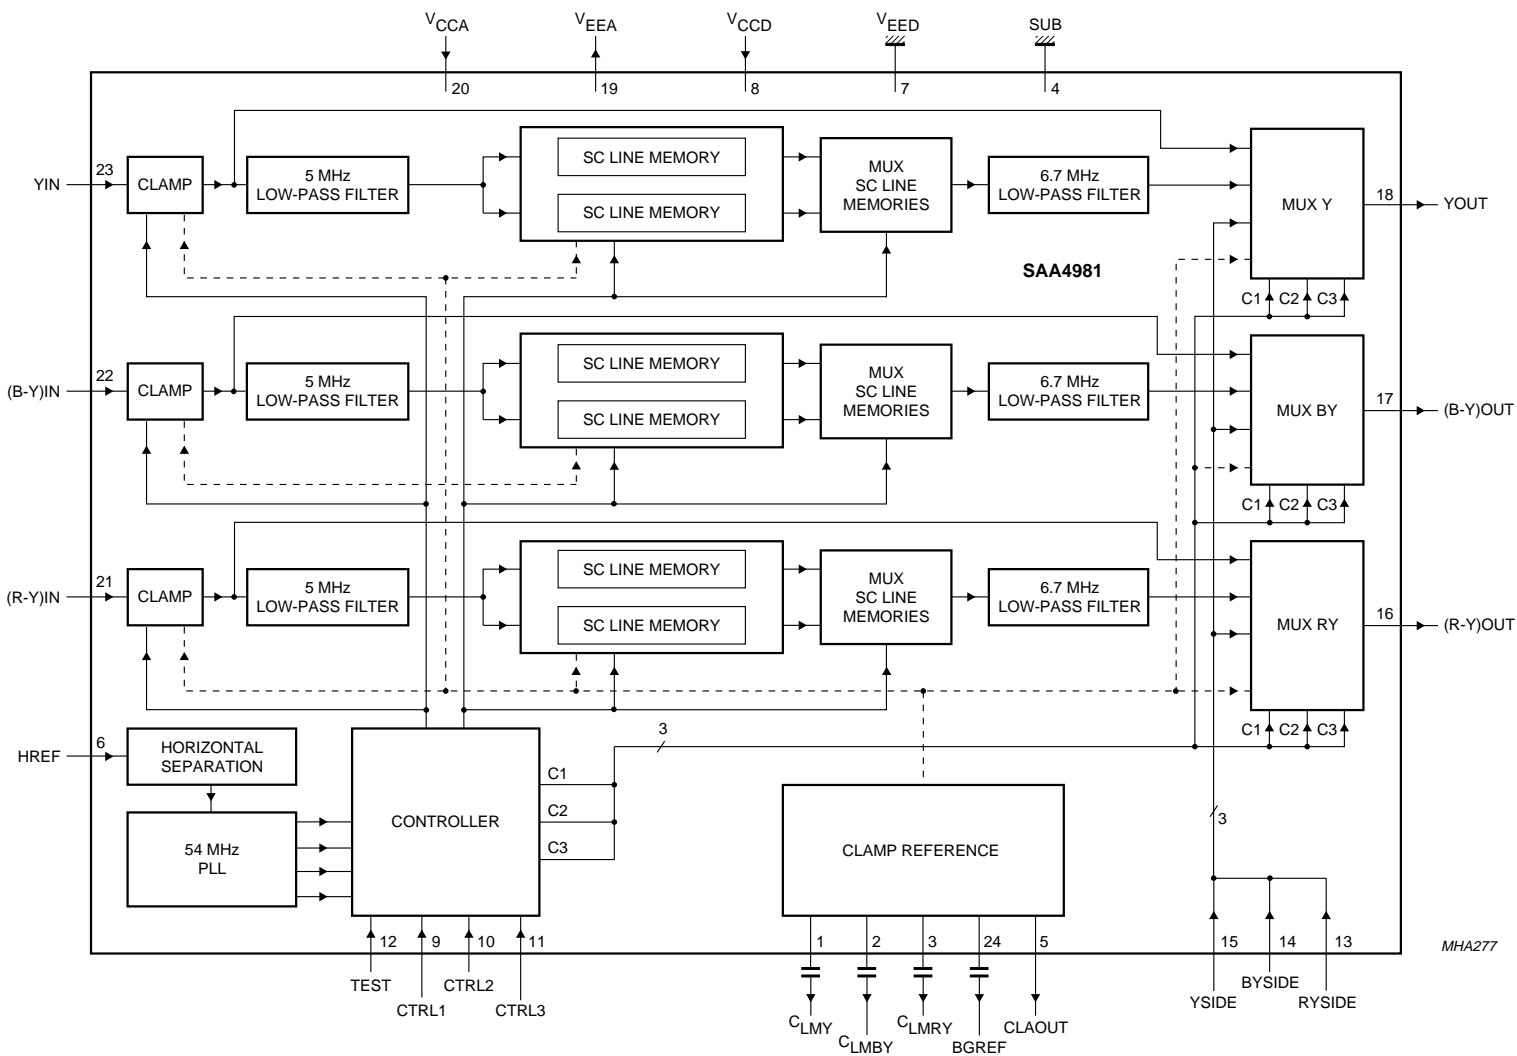 VCCA VEEA VCCD VEED SUB
20 19 8 7 4
YIN 23 CLAMP
5 MHz
LOW-PASS FILTER
SC LINE MEMORY
SC LINE MEMORY
MUX
SC LINE
MEMORIES
6.7 MHz
LOW-PASS FILTER
MUX Y
18 YOUT
SAA4981
C1 C2 C3
(B-Y)IN 22 CLAMP
5 MHz
LOW-PASS FILTER
SC LINE MEMORY
SC LINE MEMORY
MUX
SC LINE
MEMORIES
6.7 MHz
LOW-PASS FILTER
MUX BY
17 (B-Y)OUT
C1 C2 C3
(R-Y)IN 21 CLAMP
5 MHz
LOW-PASS FILTER
SC LINE MEMORY
SC LINE MEMORY
MUX
SC LINE
MEMORIES
6.7 MHz
LOW-PASS FILTER
MUX RY
16 (R-Y)OUT
C1 C2 C3
HREF 6
HORIZONTAL
SEPARATION
54 MHz
PLL
CONTROLLER
C1
C2
C3
3
CLAMP REFERENCE
3
12 9 10 11
TEST CTRL1 CTRL2 CTRL3
1 2 3 24 5
CLMY CLMBY CLMRY BGREF CLAOUT
15 14 13
YSIDE BYSIDE RYSIDE
MHA277